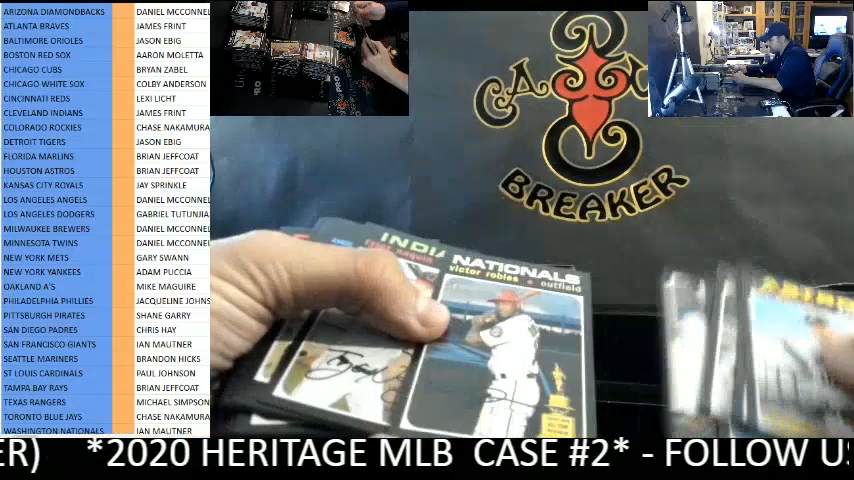 ARIZONA DIAMONDBACKS DANIEL MCCONNEL
ATLANTA BRAVES JAMES FRINT
BALTIMORE ORIOLES JASON EBIG
BOSTON RED SOX AARON MOLETTA
CHICAGO CUBS BRYAN ZABEL
CHICAGO WHITE SOX COLBY ANDERSON
CINCINNATI REDS LEXI LICHT
CLEVELAND INDIANS JAMES FRINT
COLORADO ROCKIES CHASE NAKAMURA
DETROIT TIGERS JASON EBIG
FLORIDA MARLINS BRIAN JEFFCOAT
HOUSTON ASTROS BRIAN JEFFCOAT
KANSAS CITY ROYALS JAY SPRINKLE
LOS ANGELES ANGELS DANIEL MCCONNEL
LOS ANGELES DODGERS GABRIEL TUTUNJIA
MILWAUKEE BREWERS DANIEL MCCONNEL
MINNESOTA TWINS DANIEL MCCONNEL
NEW YORK METS GARY SWANN
NEW YORK YANKEES ADAM PUCCIA
OAKLAND A'S MIKE MAGUIRE
PHILADELPHIA PHILLIES JACQUELINE JOHNS
PITTSBURGH PIRATES SHANE GARRY
SAN DIEGO PADRES CHRIS HAY
SAN FRANCISCO GIANTS IAN MAUTNER
SEATTLE MARINERS BRANDON HICKS
ST LOUIS CARDINALS PAUL JOHNSON
TAMPA BAY RAYS BRIAN JEFFCOAT
TEXAS RANGERS MICHAEL SIMPSON
TORONTO BLUE JAYS CHASE NAKAMURA
WASHINGTON NATIONALS IAN MAUTNER
BREAKER
INDI
NATIONALS
victor robles • outfield
ER) *2020 HERITAGE MLB CASE #2* - FOLLOW US